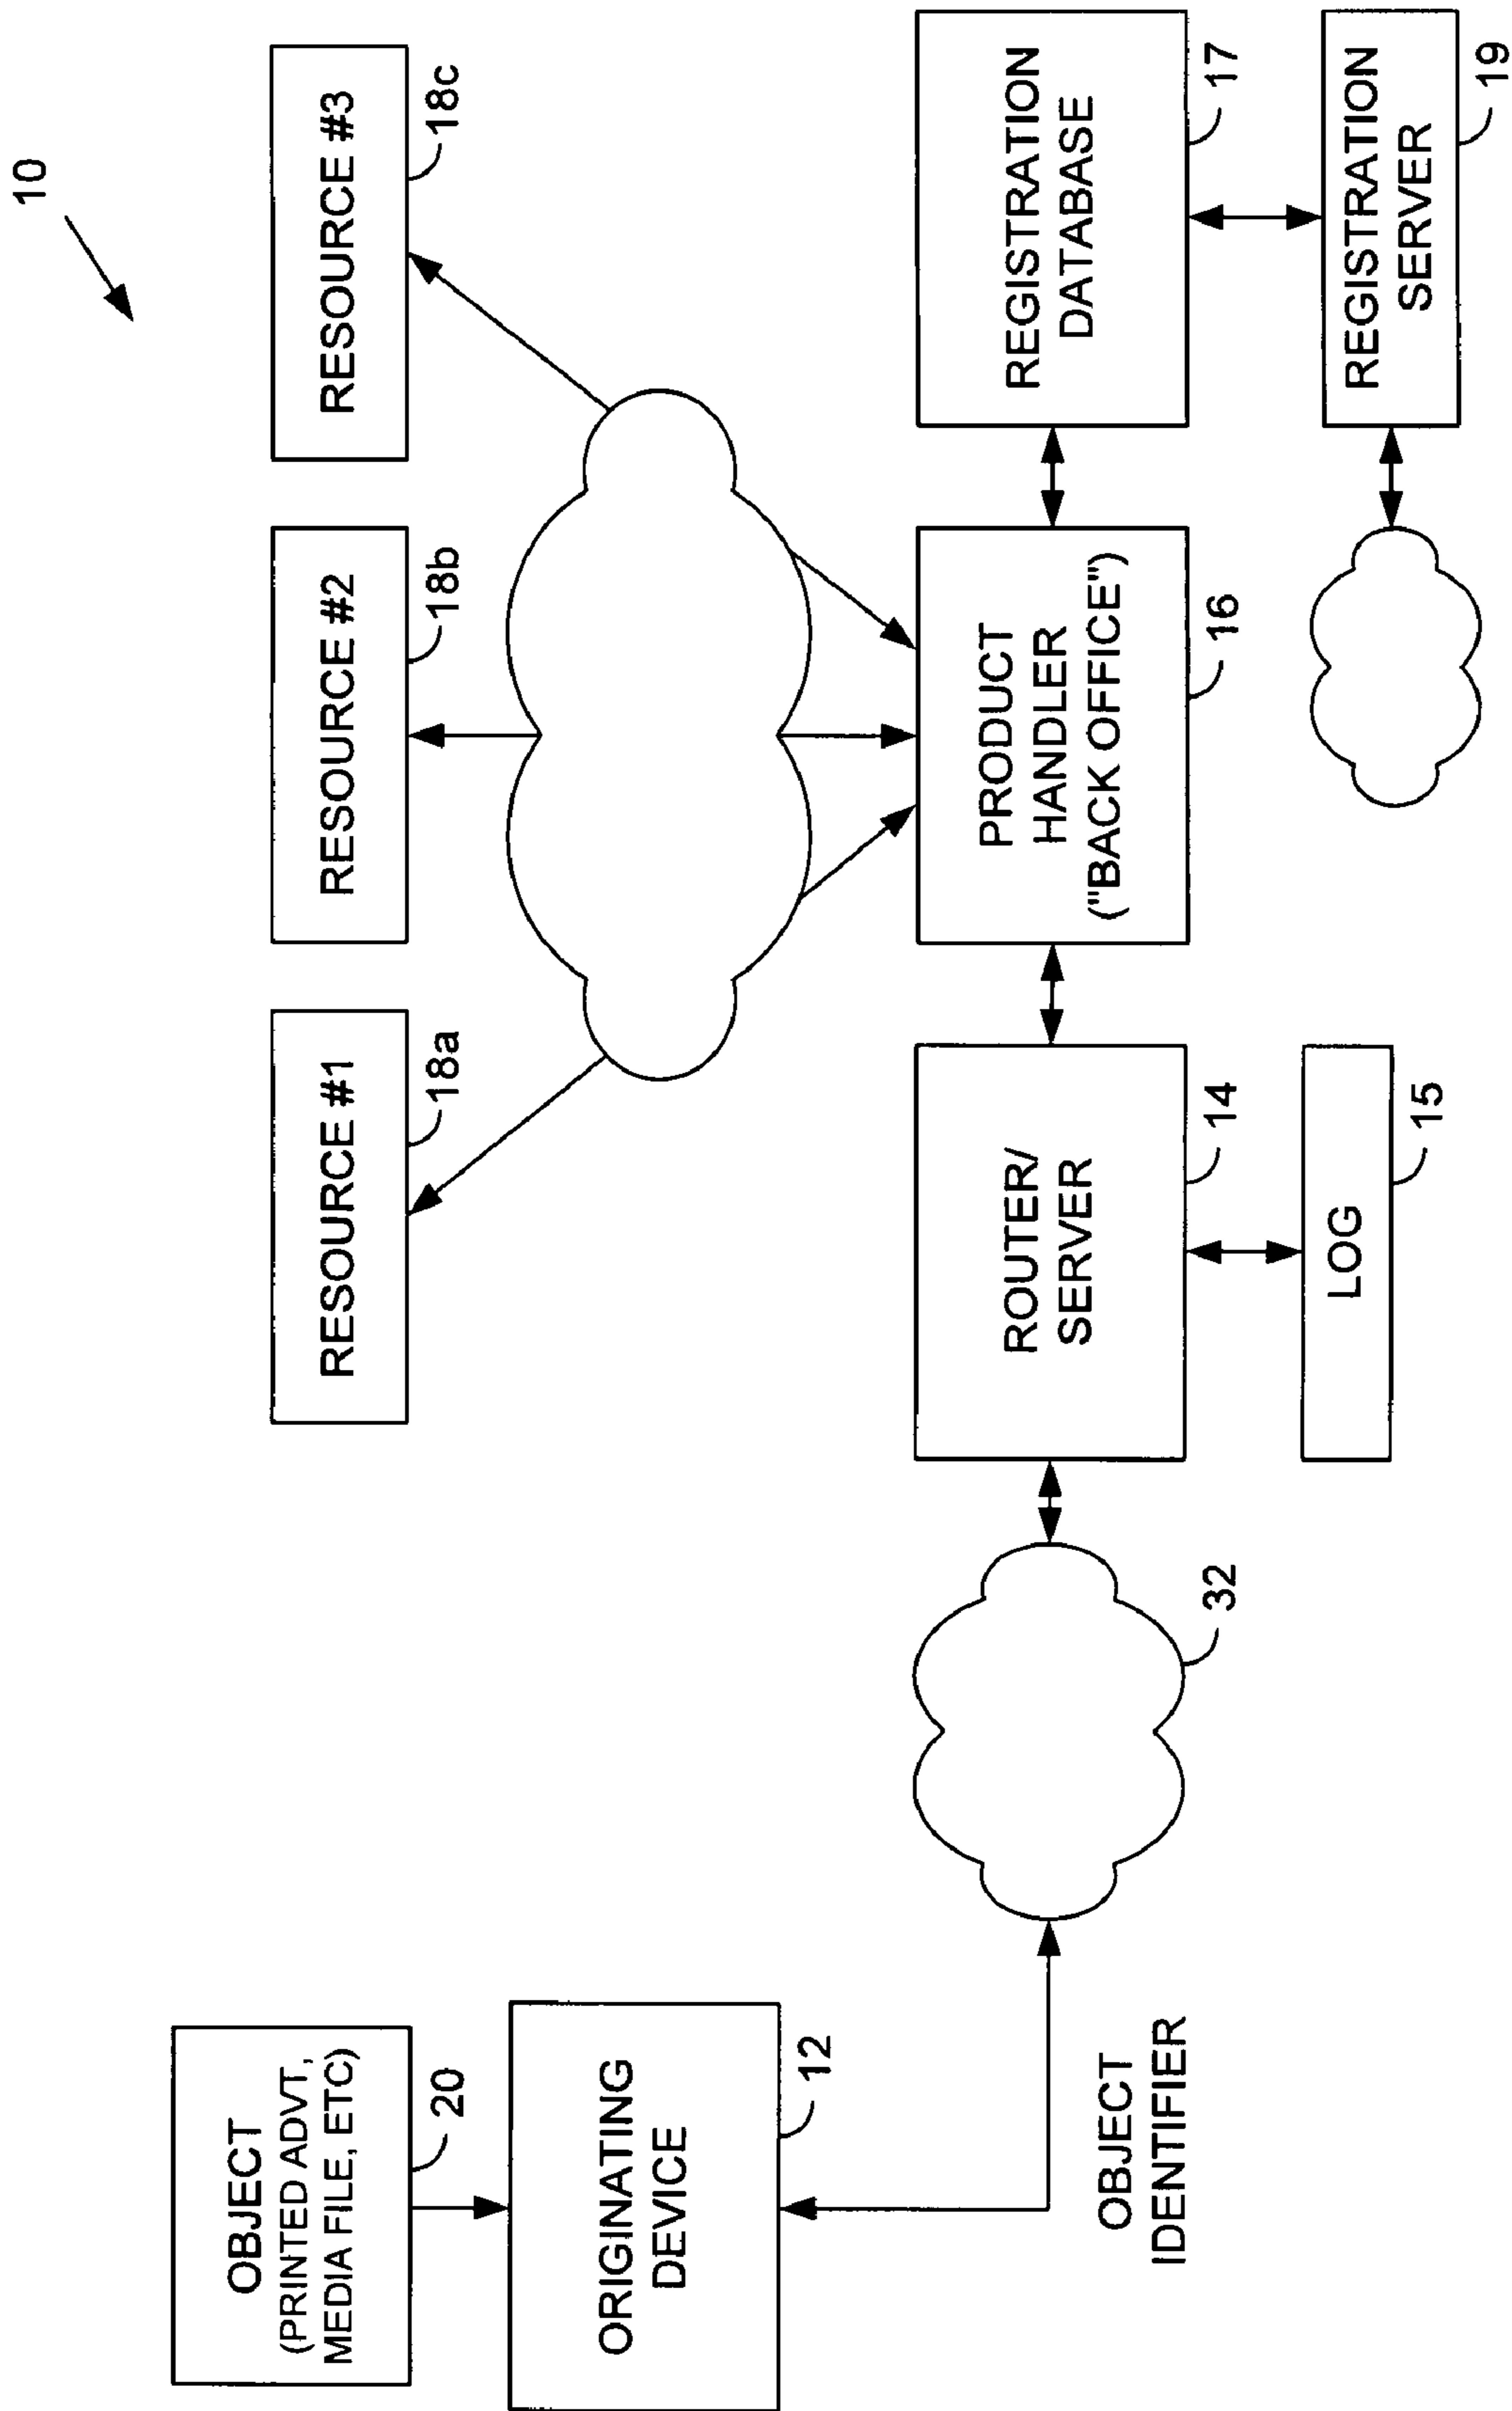 10
RESOURCE #1
18a
RESOURCE #2
18b
RESOURCE #3
18c
OBJECT
(PRINTED ADVT,
MEDIA FILE, ETC)
20
ORIGINATING
DEVICE
12
OBJECT
IDENTIFIER
32
ROUTER/
SERVER
14
LOG
15
PRODUCT
HANDLER
("BACK OFFICE")
16
REGISTRATION
DATABASE
17
REGISTRATION
SERVER
19